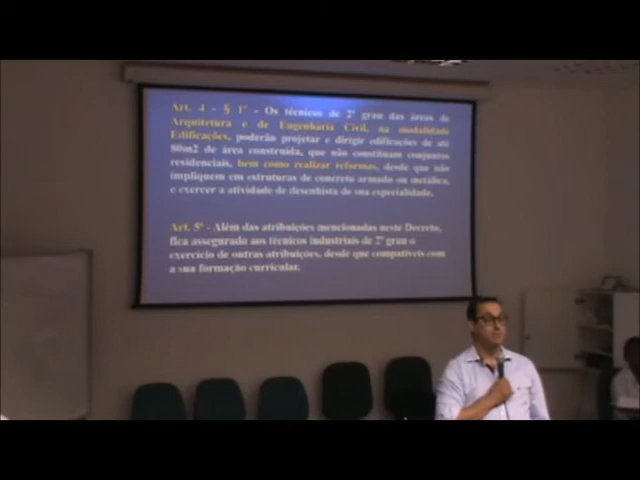 Art. 4 - § 1º - Os técnicos de 2º grau das áreas de
Arquitetura e de Engenharia Civil, na modalidade
Edificações, poderão projetar e dirigir edificações de até
80m2 de área construída, que não constituam conjuntos
residenciais, bem como realizar reformas, desde que não
impliquem em estruturas de concreto armado ou metálica,
e exercer a atividade de desenhista de sua especialidade.
Art. 5º - Além das atribuições mencionadas neste Decreto,
fica assegurado aos técnicos industriais de 2º grau o
exercício de outras atribuições, desde que compatíveis com
a sua formação curricular.